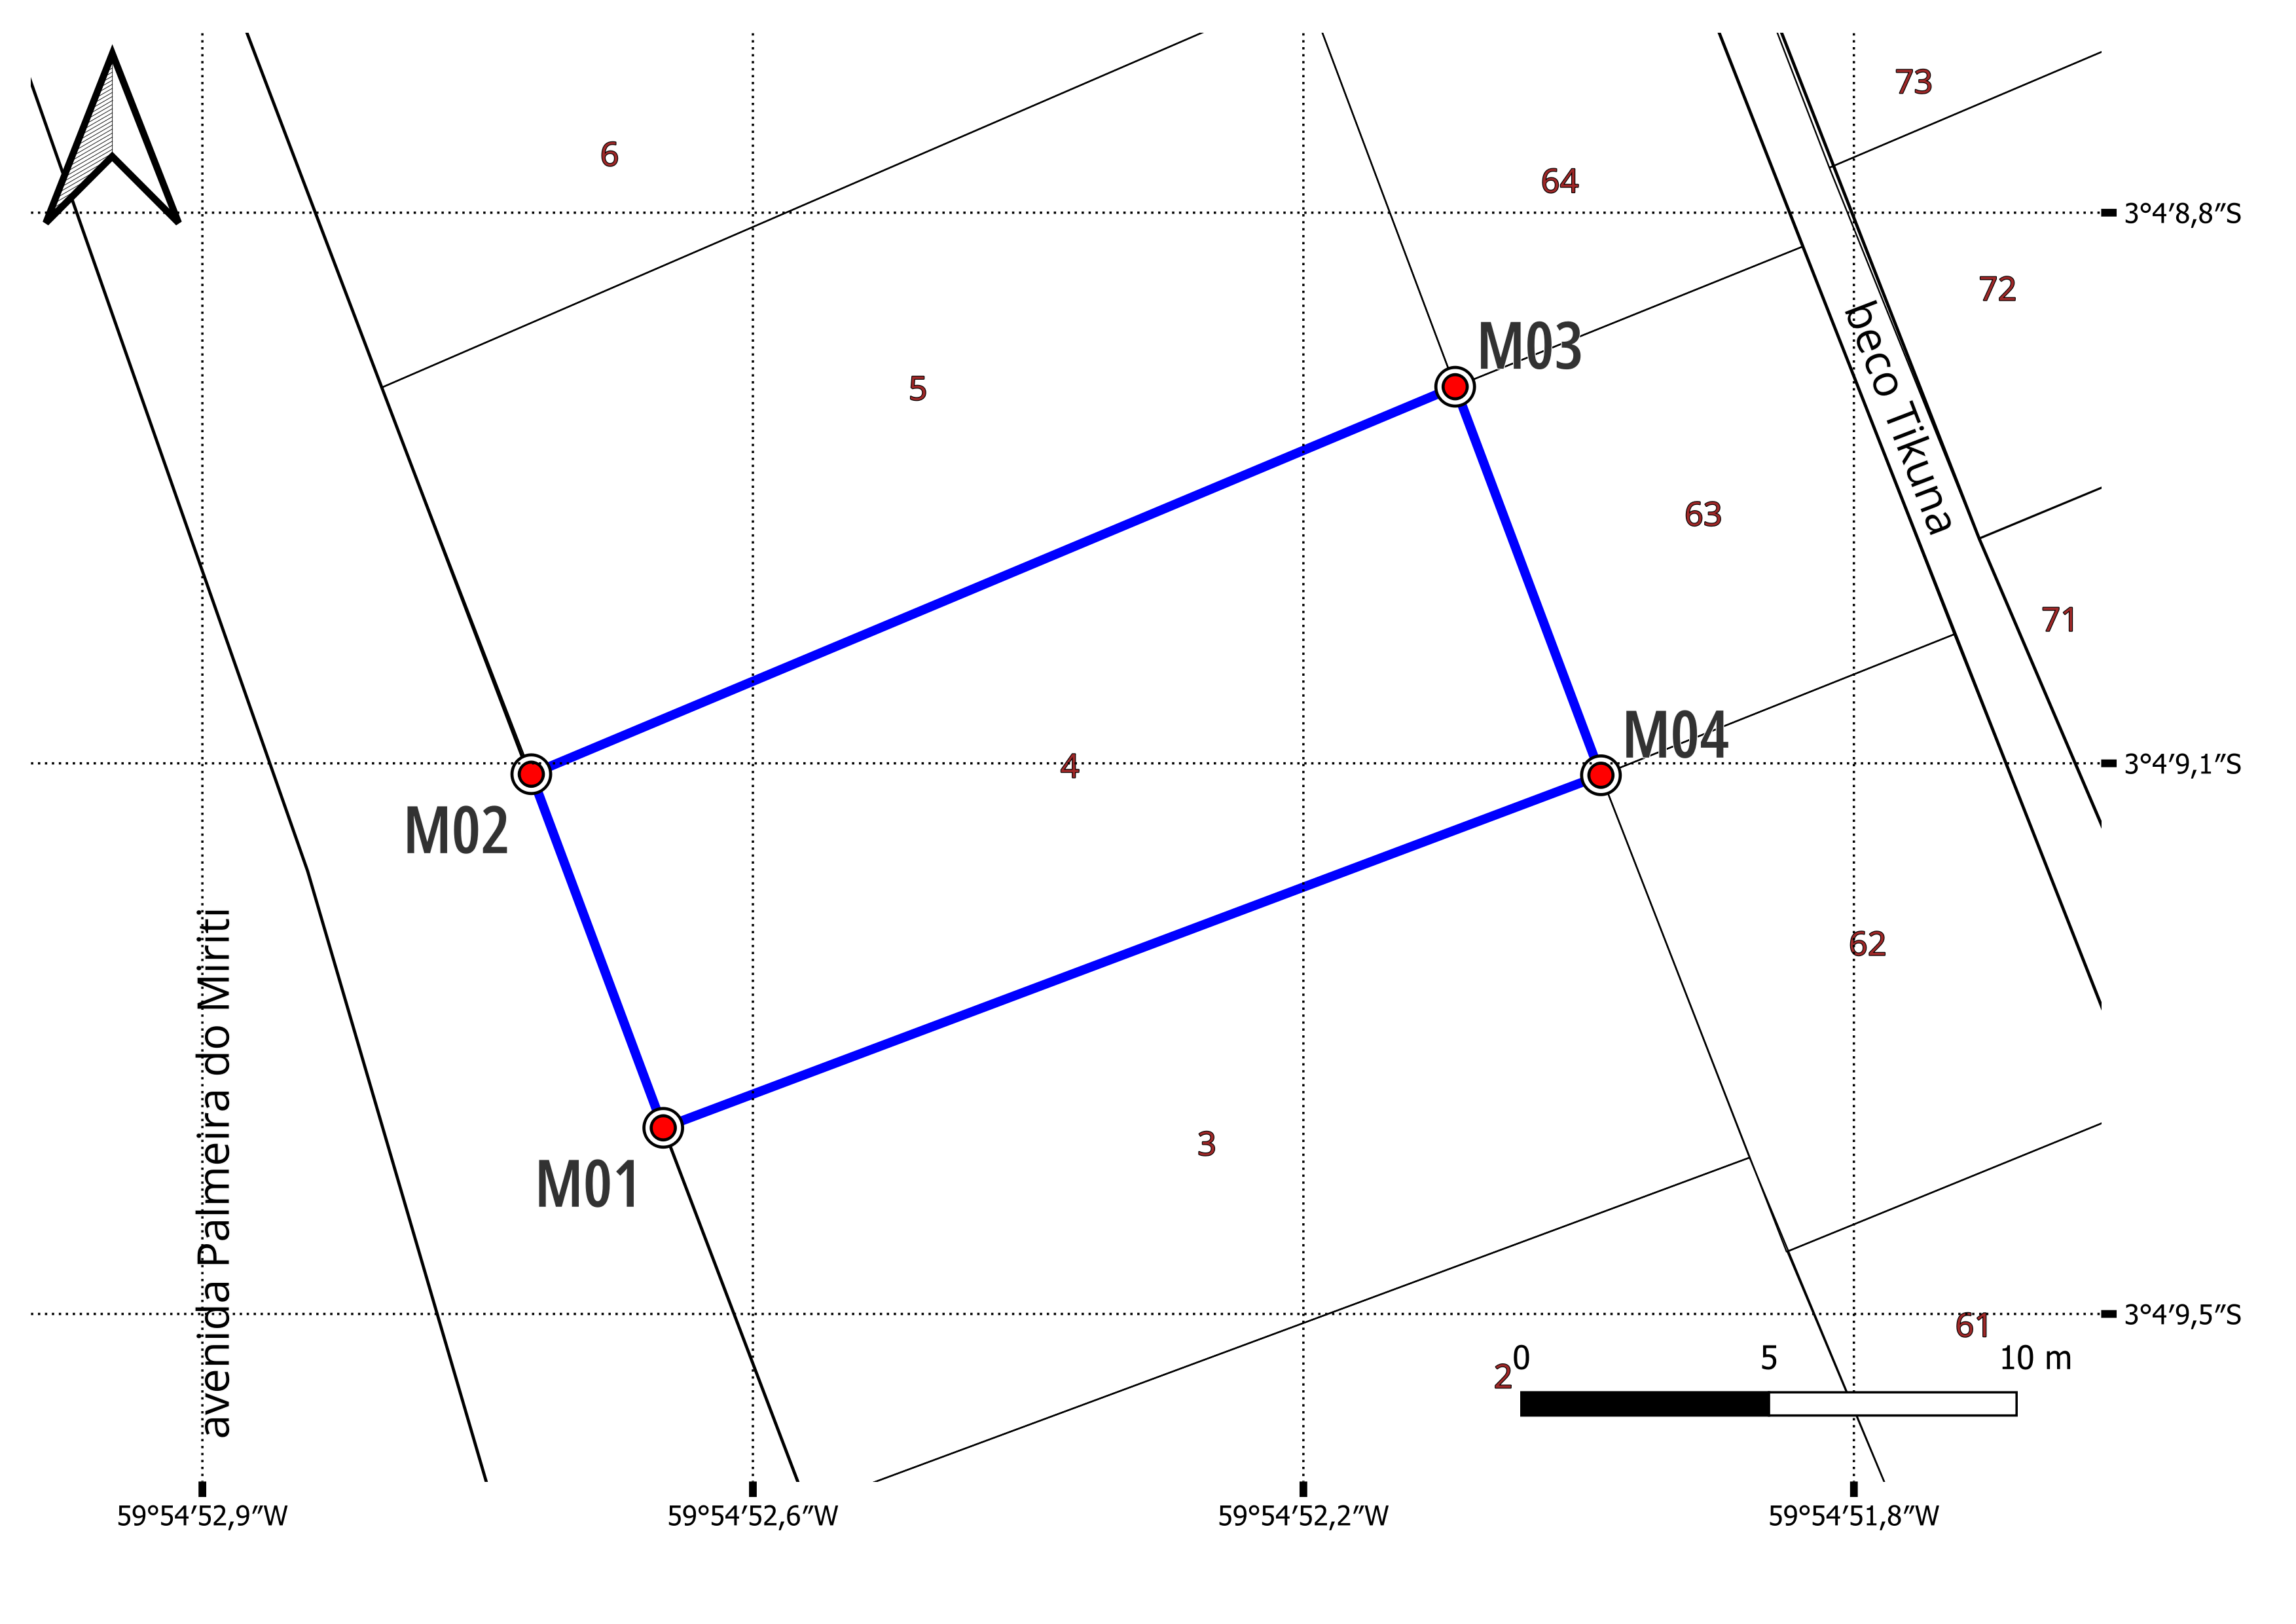 73
6
64
3°4′8,8″S
72
beco Tikuna
M03
5
63
71
M04
3°4′9,1″S
4
M02
62
avenida Palmeira do Miriti
3
M01
3°4′9,5″S
61
2
0 5 10 m
59°54′52,9″W 59°54′52,6″W 59°54′52,2″W 59°54′51,8″W